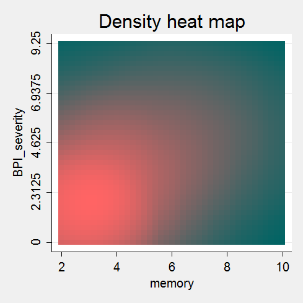 Density heat map
BPI_severity
9.25
6.9375
4.625
2.3125
0
2 4 6 8 10
memory